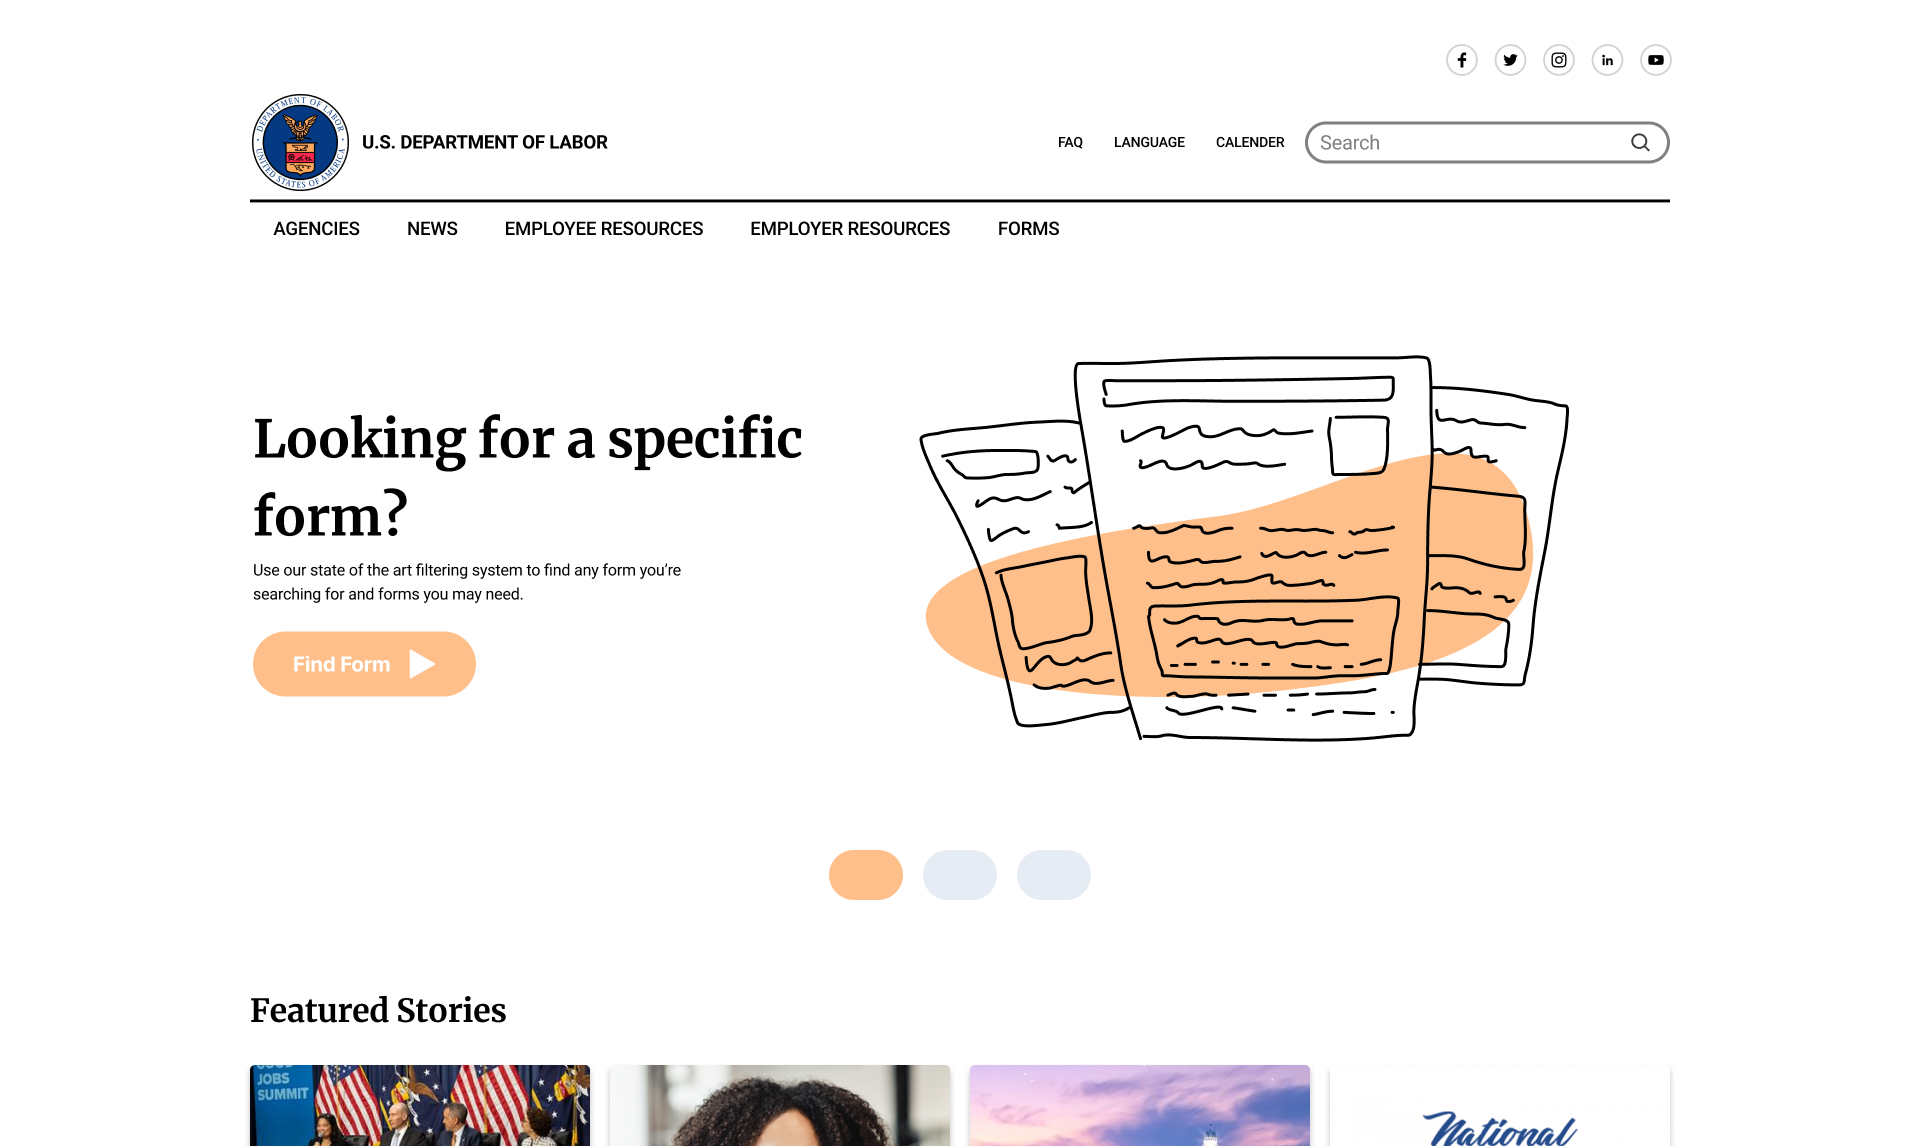 DEPARTMENT OF LABOR
UNITED STATES OF AMERICA
U.S. DEPARTMENT OF LABOR
FAQ
LANGUAGE
CALENDER
Search
AGENCIES
NEWS
EMPLOYEE RESOURCES
EMPLOYER RESOURCES
FORMS
Looking for a specific
form?
Use our state of the art filtering system to find any form you're
searching for and forms you may need.
Find Form
Featured Stories
GOOD
JOBS
SUMMIT
National